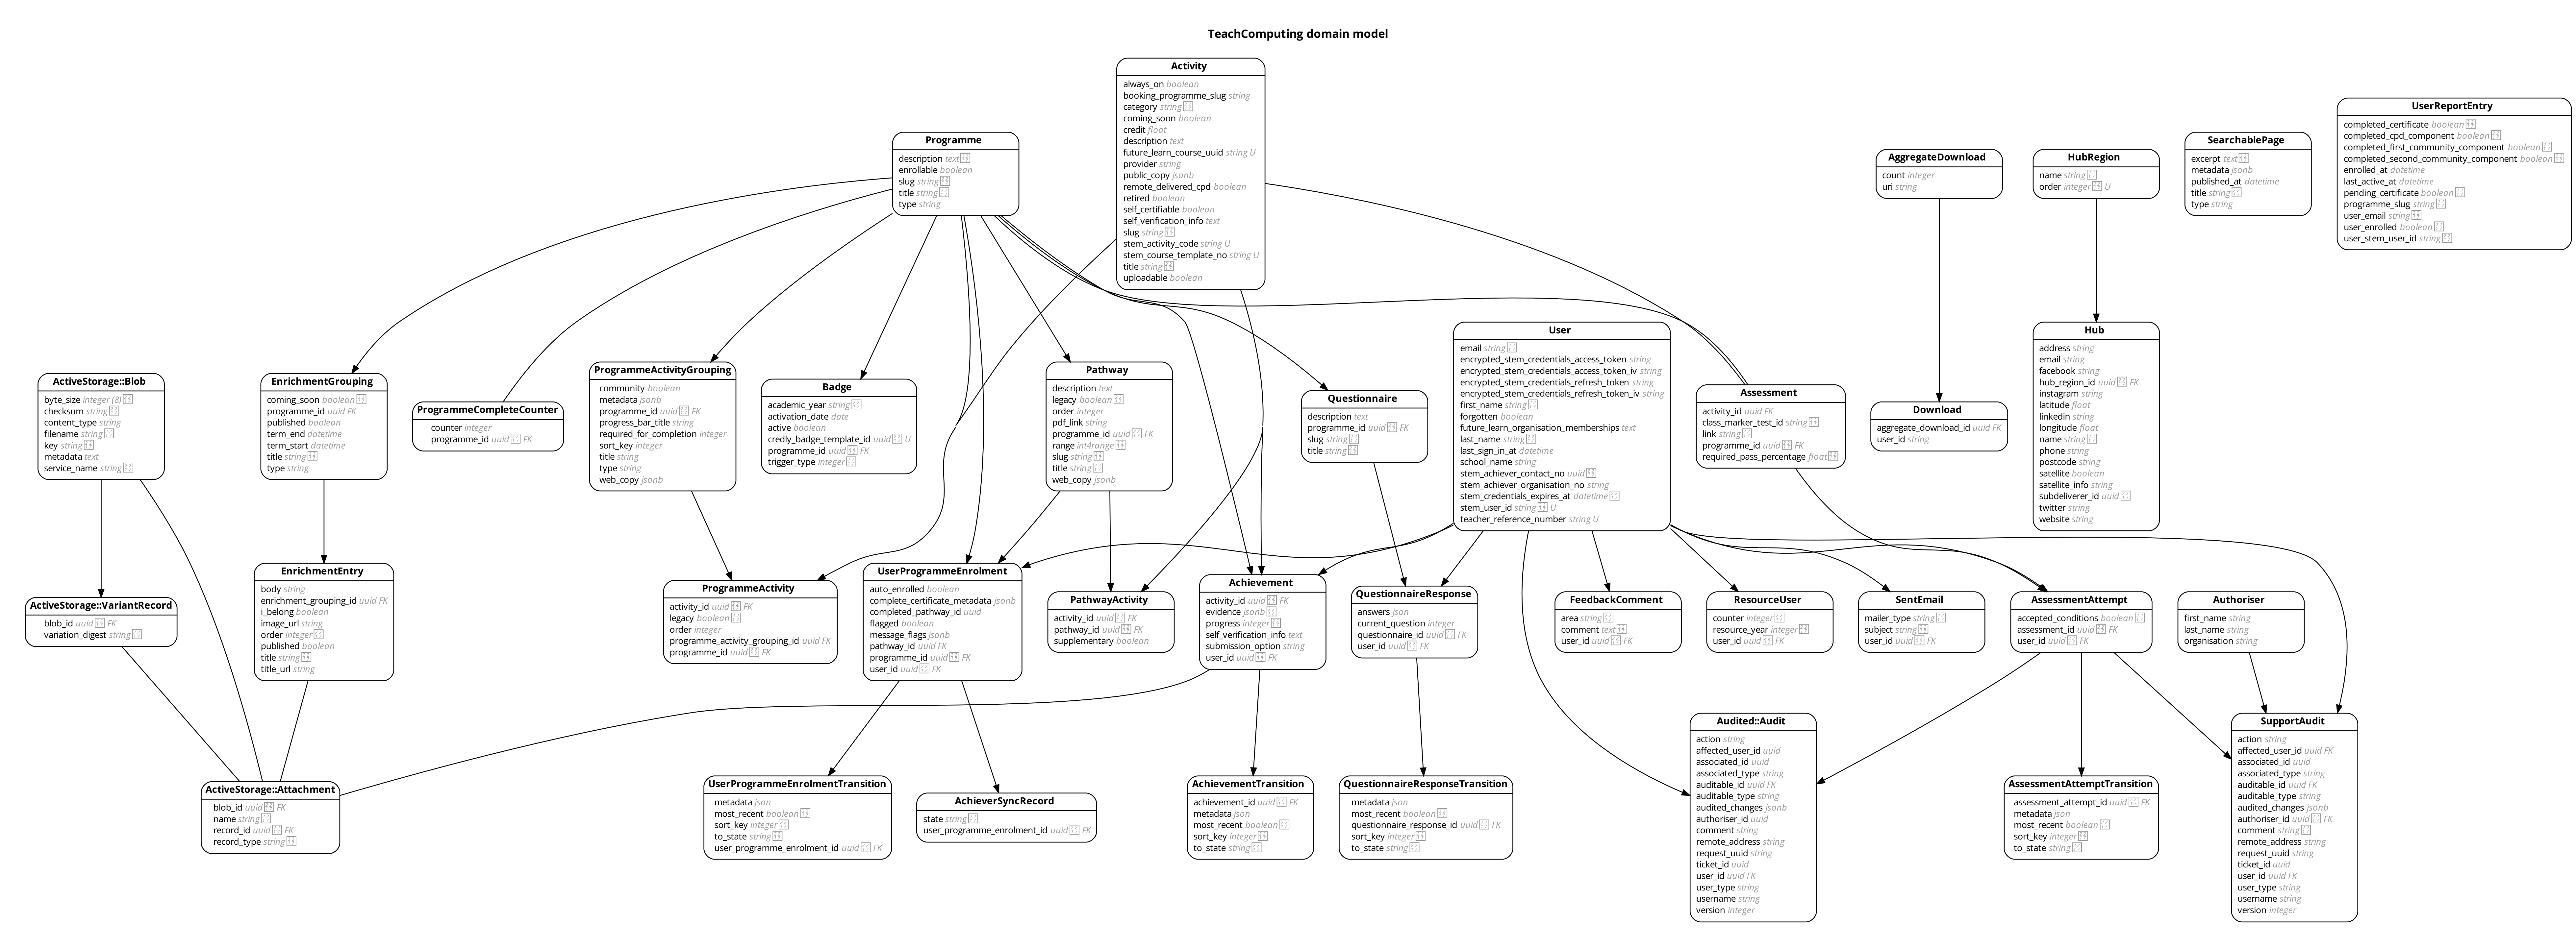 TeachComputing domain model
Activity
always_on boolean
booking_programme_slug string
category string
coming_soon boolean
credit float
description text
future_learn_course_uuid string U
provider string
public_copy jsonb
remote_delivered_cpd boolean
retired boolean
self_certifiable boolean
self_verification_info text
slug string
stem_activity_code string U
stem_course_template_no string U
title string
uploadable boolean
UserReportEntry
completed_certificate boolean
completed_cpd_component boolean
completed_first_community_component boolean
completed_second_community_component boolean
enrolled_at datetime
last_active_at datetime
pending_certificate boolean
programme_slug string
user_email string
user_enrolled boolean
user_stem_user_id string
Programme
description text
enrollable boolean
slug string
title string
type string
SearchablePage
excerpt text
metadata jsonb
published_at datetime
title string
type string
AggregateDownload
count integer
uri string
HubRegion
name string
order integer U
User
email string
encrypted_stem_credentials_access_token string
encrypted_stem_credentials_access_token_iv string
encrypted_stem_credentials_refresh_token string
encrypted_stem_credentials_refresh_token_iv string
first_name string
forgotten boolean
future_learn_organisation_memberships text
last_name string
last_sign_in_at datetime
school_name string
stem_achiever_contact_no uuid
stem_achiever_organisation_no string
stem_credentials_expires_at datetime
stem_user_id string U
teacher_reference_number string U
Hub
address string
email string
facebook string
hub_region_id uuid FK
instagram string
latitude float
linkedin string
longitude float
name string
phone string
postcode string
satellite boolean
satellite_info string
subdeliverer_id uuid
twitter string
website string
ActiveStorage::Blob
byte_size integer (8)
checksum string
content_type string
filename string
key string
metadata text
service_name string
EnrichmentGrouping
coming_soon boolean
programme_id uuid FK
published boolean
term_end datetime
term_start datetime
title string
type string
ProgrammeCompleteCounter
counter integer
programme_id uuid FK
ProgrammeActivityGrouping
community boolean
metadata jsonb
programme_id uuid FK
progress_bar_title string
required_for_completion integer
sort_key integer
title string
type string
web_copy jsonb
Badge
academic_year string
activation_date date
active boolean
credly_badge_template_id uuid U
programme_id uuid FK
trigger_type integer
Pathway
description text
legacy boolean
order integer
pdf_link string
programme_id uuid FK
range int4range
slug string
title string
web_copy jsonb
Questionnaire
description text
programme_id uuid FK
slug string
title string
Assessment
activity_id uuid FK
class_marker_test_id string
link string
programme_id uuid FK
required_pass_percentage float
Download
aggregate_download_id uuid FK
user_id string
ActiveStorage::VariantRecord
blob_id uuid FK
variation_digest string
EnrichmentEntry
body string
enrichment_grouping_id uuid FK
i_belong boolean
image_url string
order integer
published boolean
title string
title_url string
ProgrammeActivity
activity_id uuid FK
legacy boolean
order integer
programme_activity_grouping_id uuid FK
programme_id uuid FK
UserProgrammeEnrolment
auto_enrolled boolean
complete_certificate_metadata jsonb
completed_pathway_id uuid
flagged boolean
message_flags jsonb
pathway_id uuid FK
programme_id uuid FK
user_id uuid FK
PathwayActivity
activity_id uuid FK
pathway_id uuid FK
supplementary boolean
Achievement
activity_id uuid FK
evidence jsonb
progress integer
self_verification_info text
submission_option string
user_id uuid FK
QuestionnaireResponse
answers json
current_question integer
questionnaire_id uuid FK
user_id uuid FK
FeedbackComment
area string
comment text
user_id uuid FK
ResourceUser
counter integer
resource_year integer
user_id uuid FK
SentEmail
mailer_type string
subject string
user_id uuid FK
AssessmentAttempt
accepted_conditions boolean
assessment_id uuid FK
user_id uuid FK
Authoriser
first_name string
last_name string
organisation string
ActiveStorage::Attachment
blob_id uuid FK
name string
record_id uuid FK
record_type string
UserProgrammeEnrolmentTransition
metadata json
most_recent boolean
sort_key integer
to_state string
user_programme_enrolment_id uuid FK
AchieverSyncRecord
state string
user_programme_enrolment_id uuid FK
AchievementTransition
achievement_id uuid FK
metadata json
most_recent boolean
sort_key integer
to_state string
QuestionnaireResponseTransition
metadata json
most_recent boolean
questionnaire_response_id uuid FK
sort_key integer
to_state string
Audited::Audit
action string
affected_user_id uuid
associated_id uuid
associated_type string
auditable_id uuid FK
auditable_type string
audited_changes jsonb
authoriser_id uuid
comment string
remote_address string
request_uuid string
ticket_id uuid
user_id uuid FK
user_type string
username string
version integer
AssessmentAttemptTransition
assessment_attempt_id uuid FK
metadata json
most_recent boolean
sort_key integer
to_state string
SupportAudit
action string
affected_user_id uuid FK
associated_id uuid
associated_type string
auditable_id uuid FK
auditable_type string
audited_changes jsonb
authoriser_id uuid FK
comment string
remote_address string
request_uuid string
ticket_id uuid
user_id uuid FK
user_type string
username string
version integer